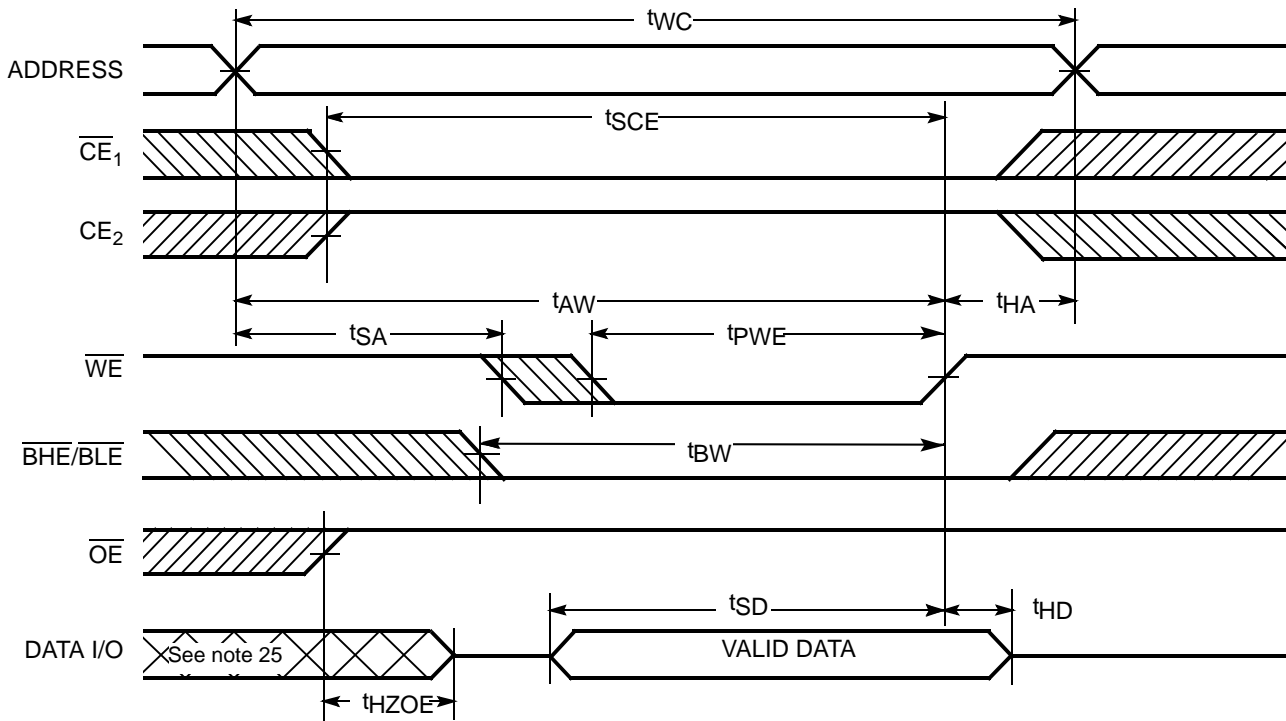 tWC
ADDRESS
tSCE
CE1
CE2
tAW
tHA
tSA
tPWE
WE
BHE/BLE
tBW
OE
tSD
tHD
DATA I/O
See note 25
VALID DATA
tHZOE